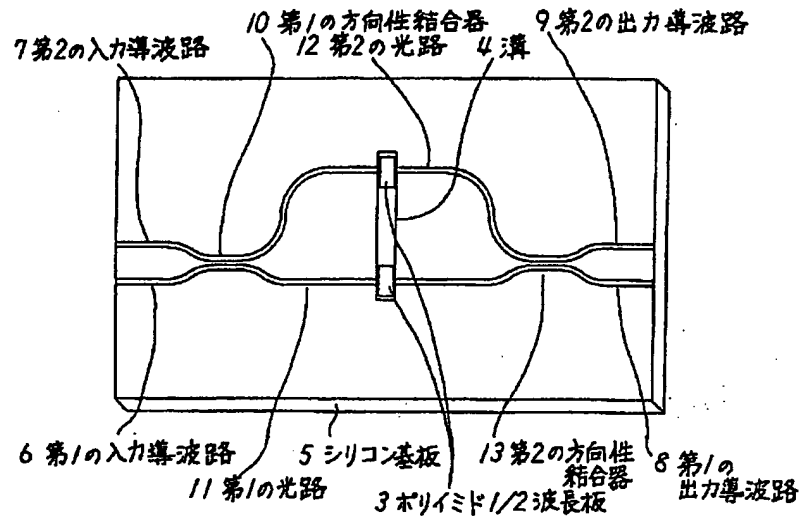 10 第1の方向性結合器
9 第2の出力導波路
7 第2の入力導波路
12 第2の光路
4 溝
6 第1の入力導波路
5 シリコン基板
13 第2の方向性
結合器
8 第1の
出力導波路
11 第1の光路
3 ポリイミド1/2波長板